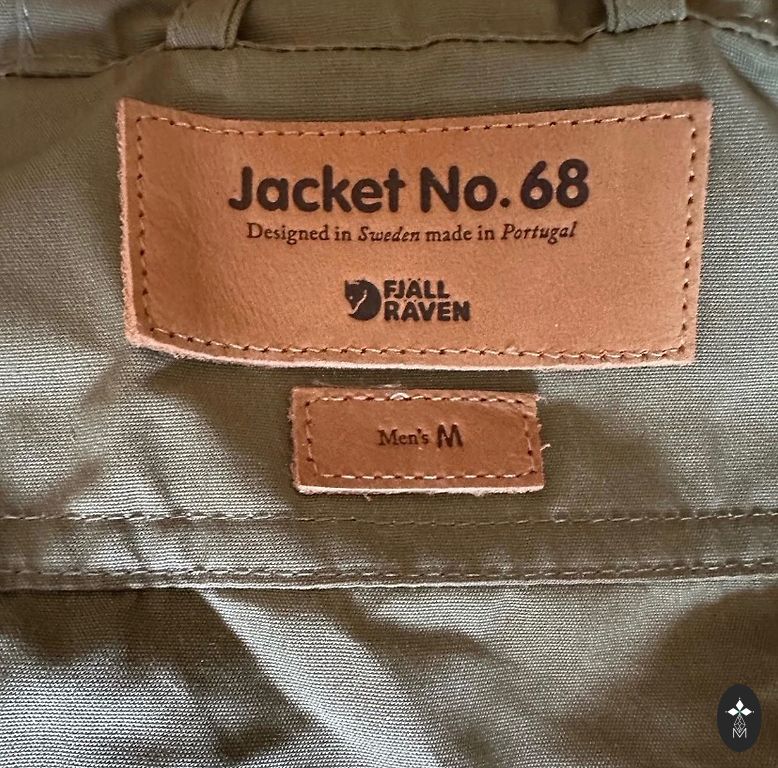 Jacket No. 68
Designed in Sweden made in Portugal
FJÄLL
RÄVEN
Men's M
M